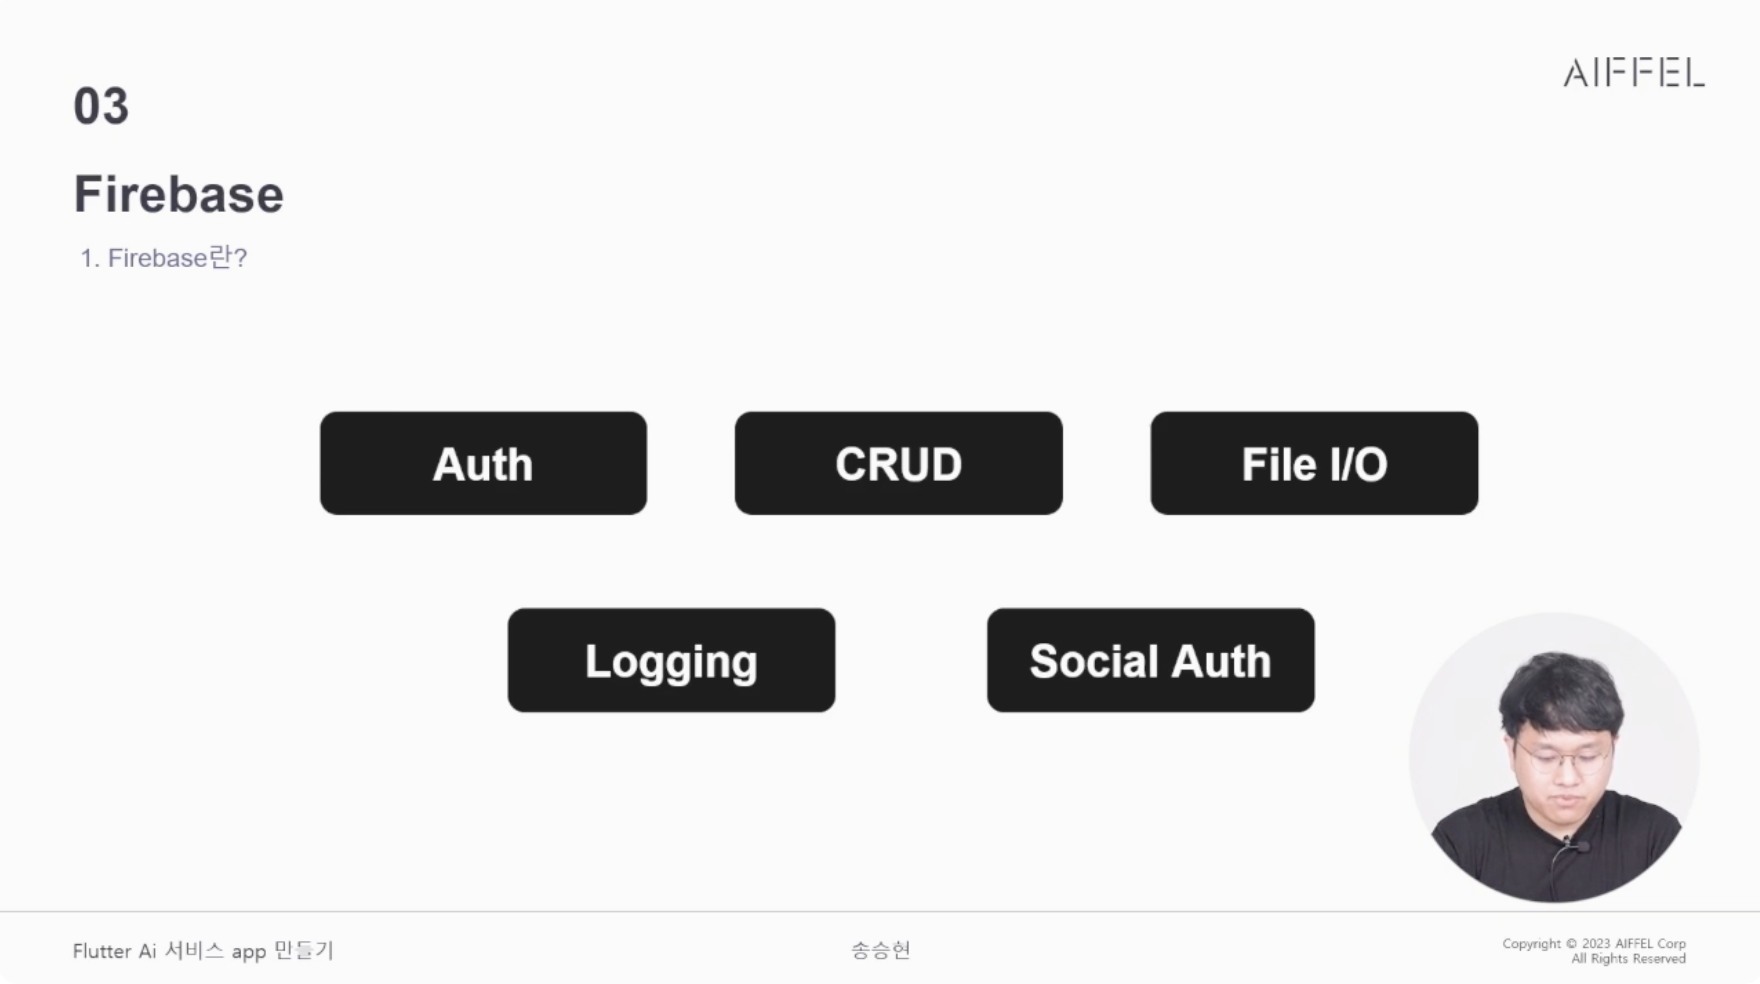 AIFFEL
03
Firebase
1. Firebase란?
Auth
CRUD
File I/O
Logging
Social Auth
Flutter Ai 서비스 app 만들기
송승현
Copyright © 2023 AIFFEL Corp
All Rights Reserved